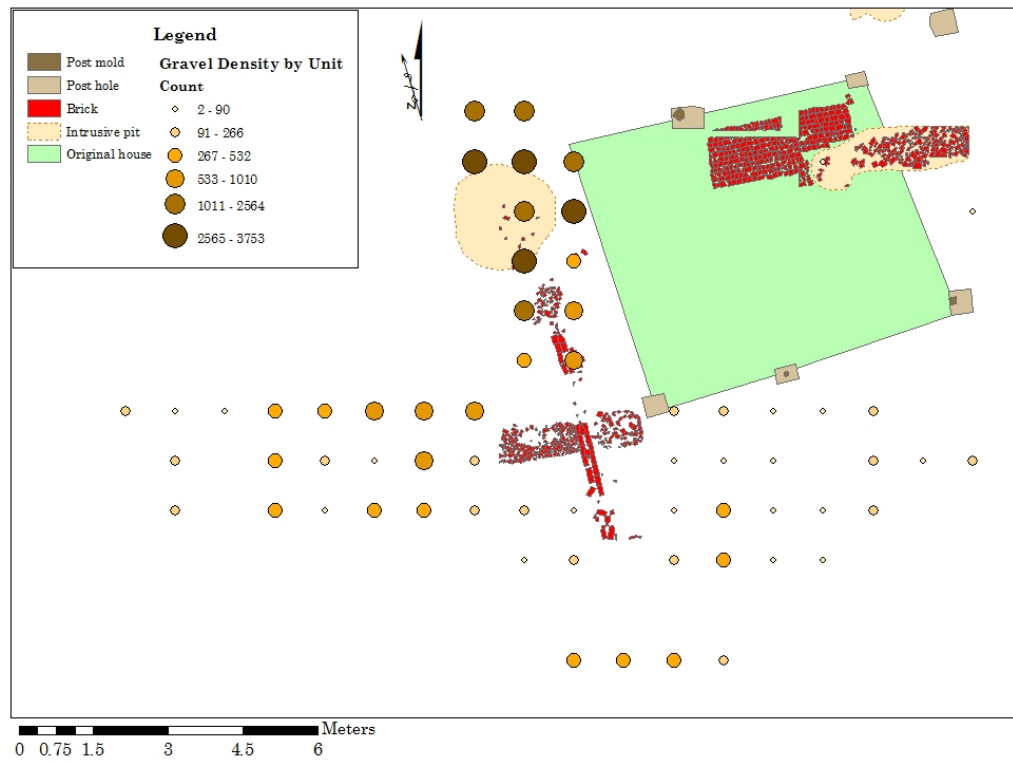 Legend
Post mold
Post hole
Brick
Intrusive pit
Original house
Gravel Density by Unit
Count
2 - 90
91 - 266
267 - 532
533 - 1010
1011 - 2564
2565 - 3753
N
Meters
0 0.75 1.5 3 4.5 6